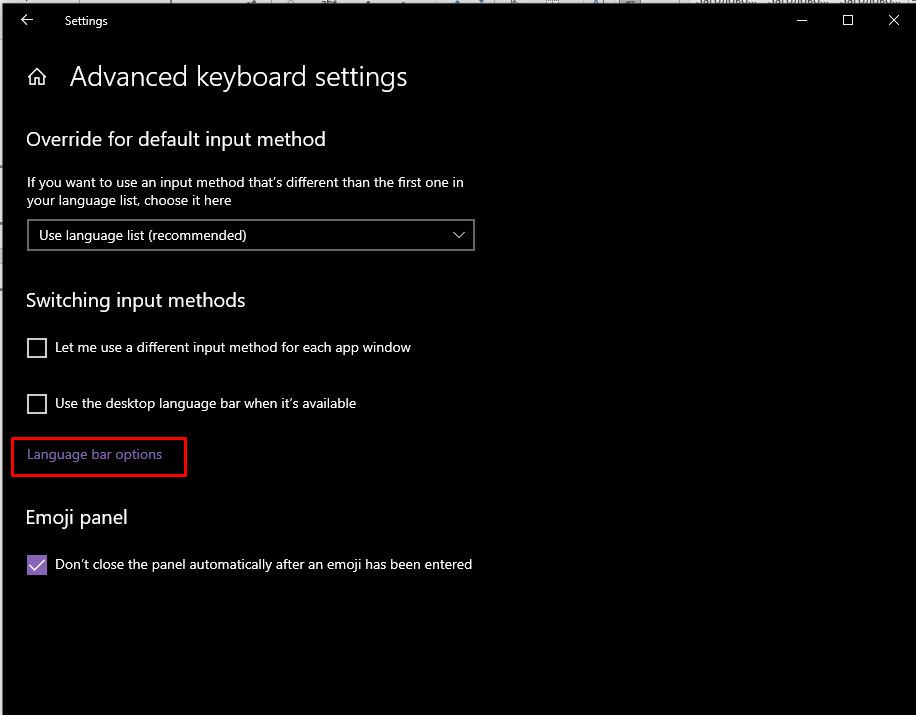 Settings
Advanced keyboard settings
Override for default input method
If you want to use an input method that’s different than the first one in
your language list, choose it here
Use language list (recommended)
Switching input methods
Let me use a different input method for each app window
Use the desktop language bar when it’s available
Language bar options
Emoji panel
Don’t close the panel automatically after an emoji has been entered